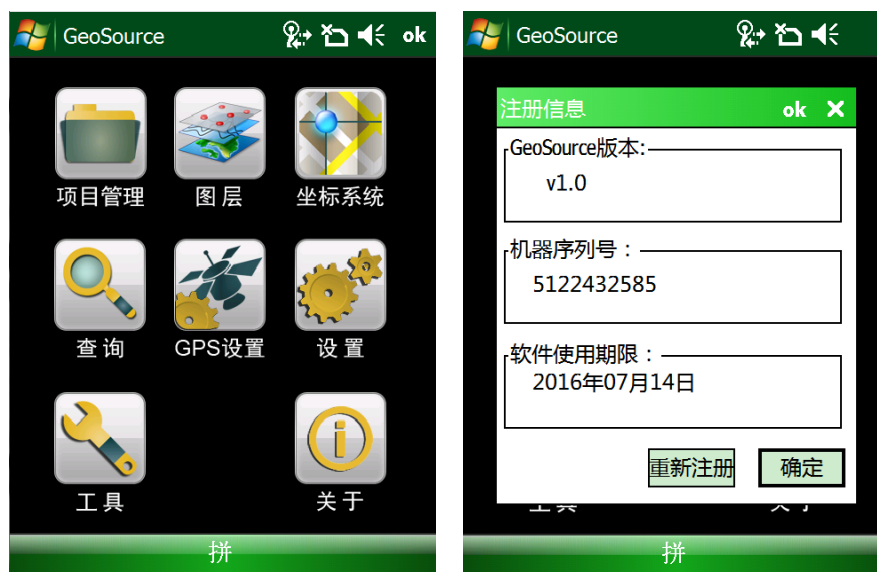 GeoSource ok
项目管理 图层 坐标系统
查询 GPS设置 设置
工具 关于
拼
GeoSource
注册信息 ok
GeoSource版本:
v1.0
机器序列号：
5122432585
软件使用期限：
2016年07月14日
重新注册 确定
拼